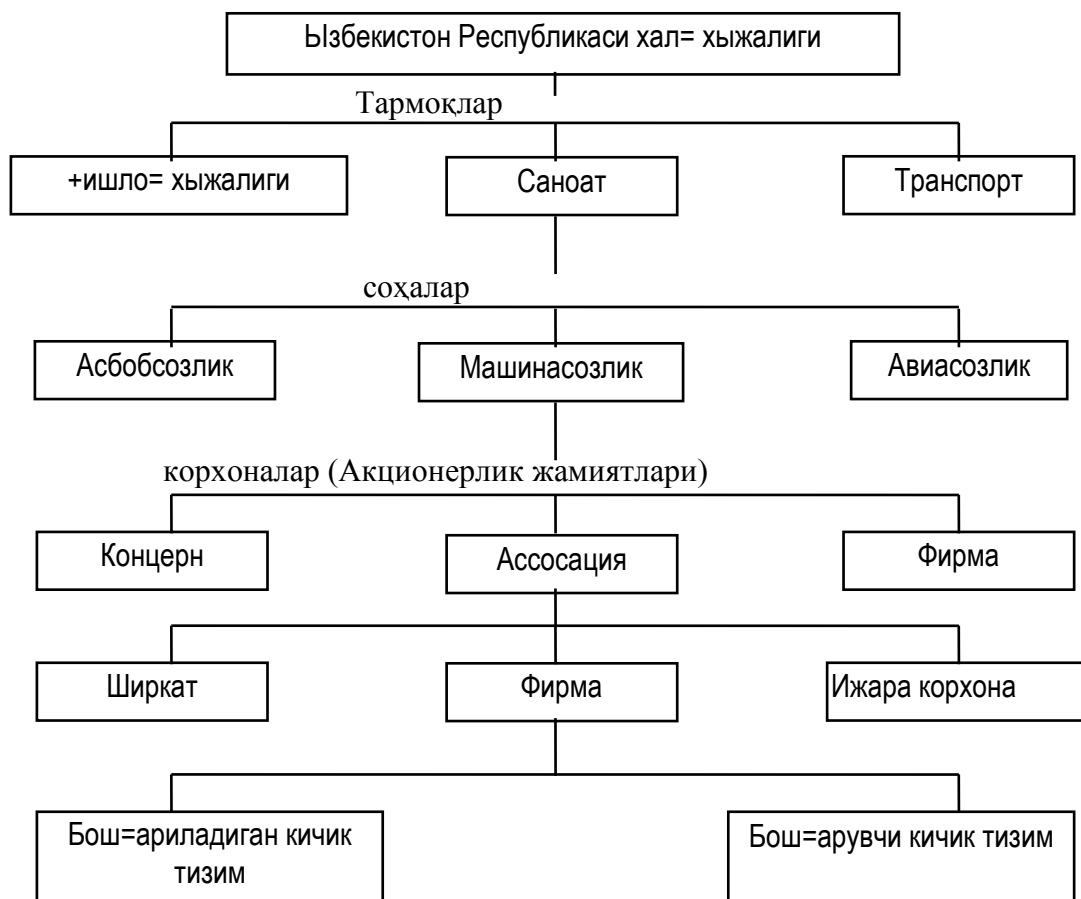 Ызбекистон Республикаси хал= хыжалиги
Тармоқлар
+ишло= хыжалиги
Саноат
Транспорт
соҳалар
Асбобсозлик
Машинасозлик
Авиасозлик
корхоналар (Акционерлик жамиятлари)
Концерн
Ассосация
Фирма
Ширкат
Фирма
Ижара корхона
Бош=ариладиган кичик
тизим
Бош=арувчи кичик тизим